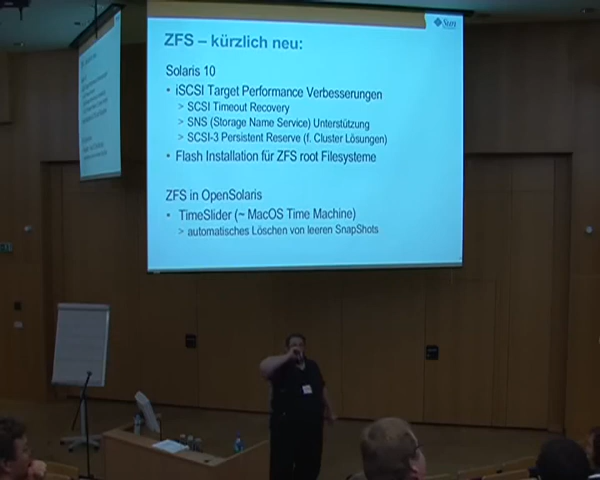 Sun
ZFS – kürzlich neu:
Solaris 10
• iSCSI Target Performance Verbesserungen
> SCSI Timeout Recovery
> SNS (Storage Name Service) Unterstützung
> SCSI-3 Persistent Reserve (f. Cluster Lösungen)
• Flash Installation für ZFS root Filesysteme
ZFS in OpenSolaris
• TimeSlider (~ MacOS Time Machine)
> automatisches Löschen von leeren SnapShots